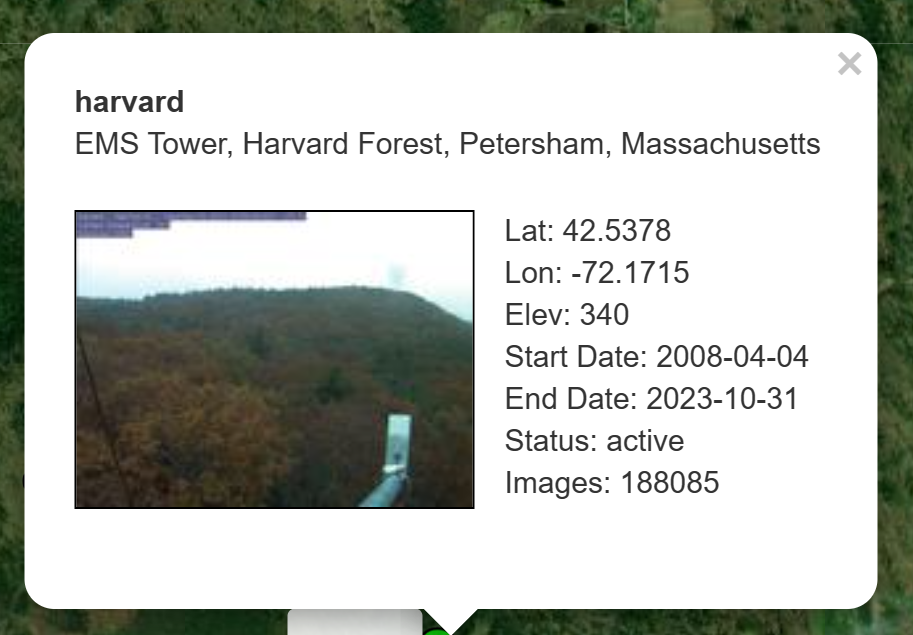 harvard
EMS Tower, Harvard Forest, Petersham, Massachusetts
Lat: 42.5378
Lon: -72.1715
Elev: 340
Start Date: 2008-04-04
End Date: 2023-10-31
Status: active
Images: 188085